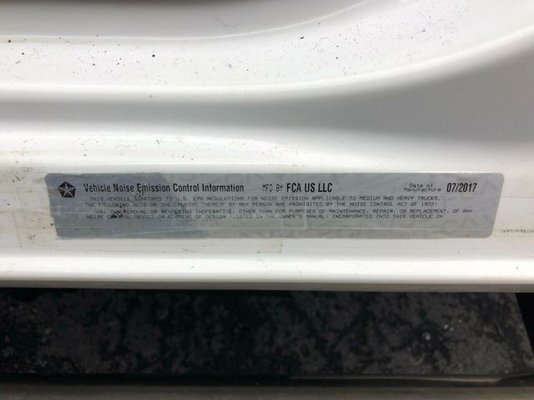 Vehicle Noise Emission Control Information MFD BY FCA US LLC Date of Manufacture 07/2017
THIS VEHICLE CONFORMS TO U.S. EPA REGULATIONS FOR NOISE EMISSION APPLICABLE TO MEDIUM AND HEAVY TRUCKS.
THE FOLLOWING ACTS OR THE CAUSING THEREOF BY ANY PERSON ARE PROHIBITED BY THE NOISE CONTROL ACT OF 1972:
(A) THE REMOVAL OR RENDERING INOPERATIVE, OTHER THAN FOR PURPOSES OF MAINTENANCE, REPAIR, OR REPLACEMENT, OF ANY
NOISE CONTROL DEVICE OR ELEMENT OF DESIGN (LISTED IN THE OWNER'S MANUAL) INCORPORATED INTO THIS VEHICLE IN